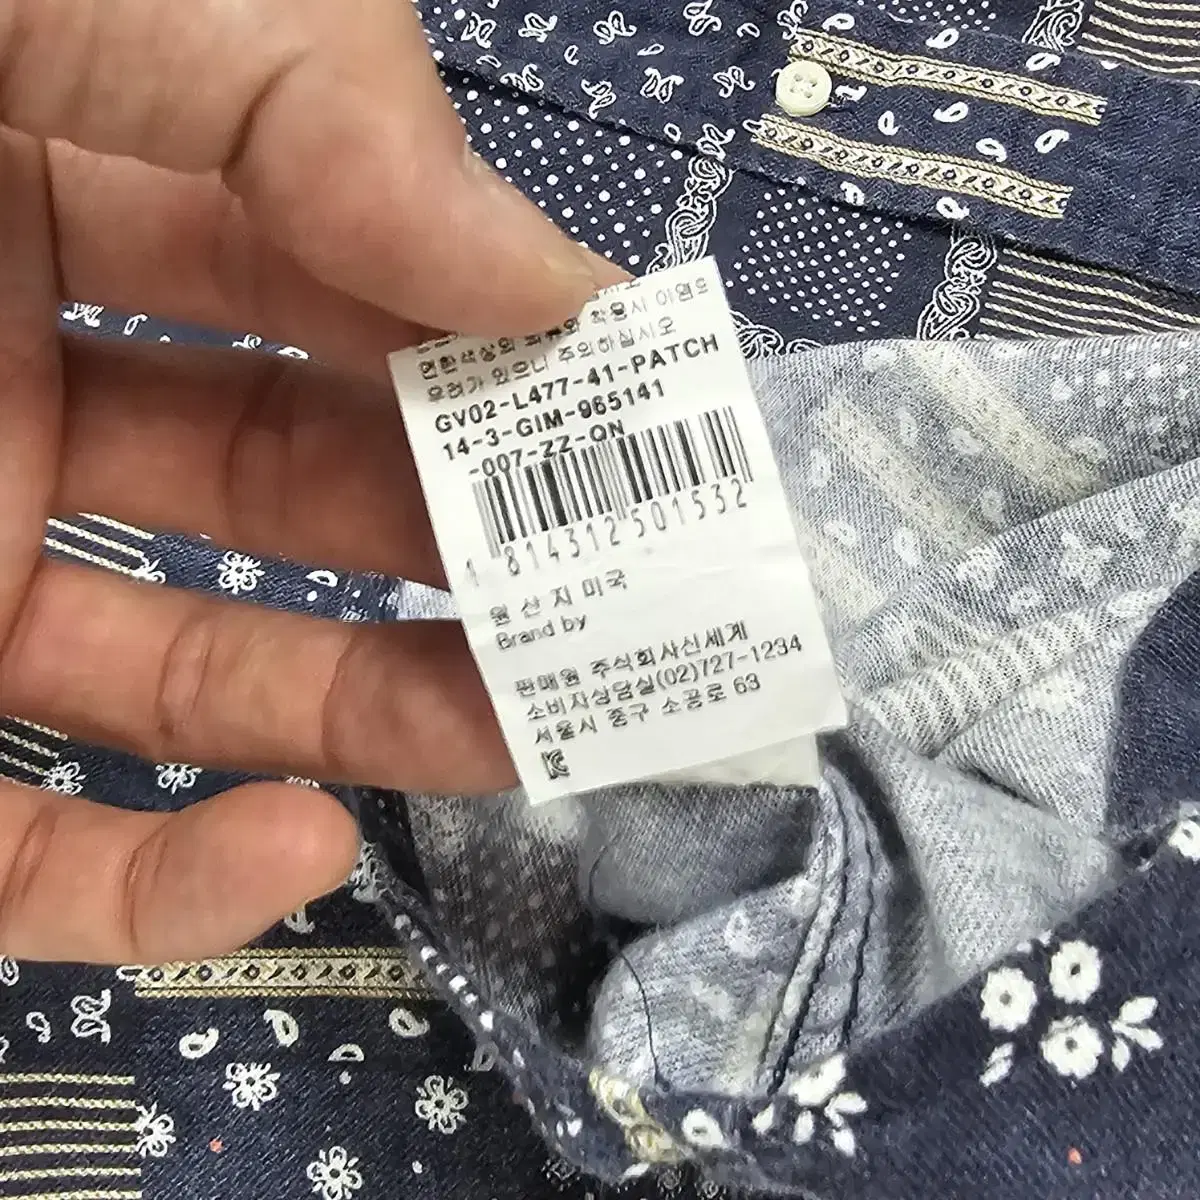 연한색상의 의류와 착용시 이염의
우려가 있으니 주의하십시오
GV02-L477-41-PATCH
14-3-GIM-965141
-007-ZZ-ON
1 814312 501532
원 산 지 미국
Brand by
판매원 주식회사신세계
소비자상담실(02)727-1234
서울시 중구 소공로 63